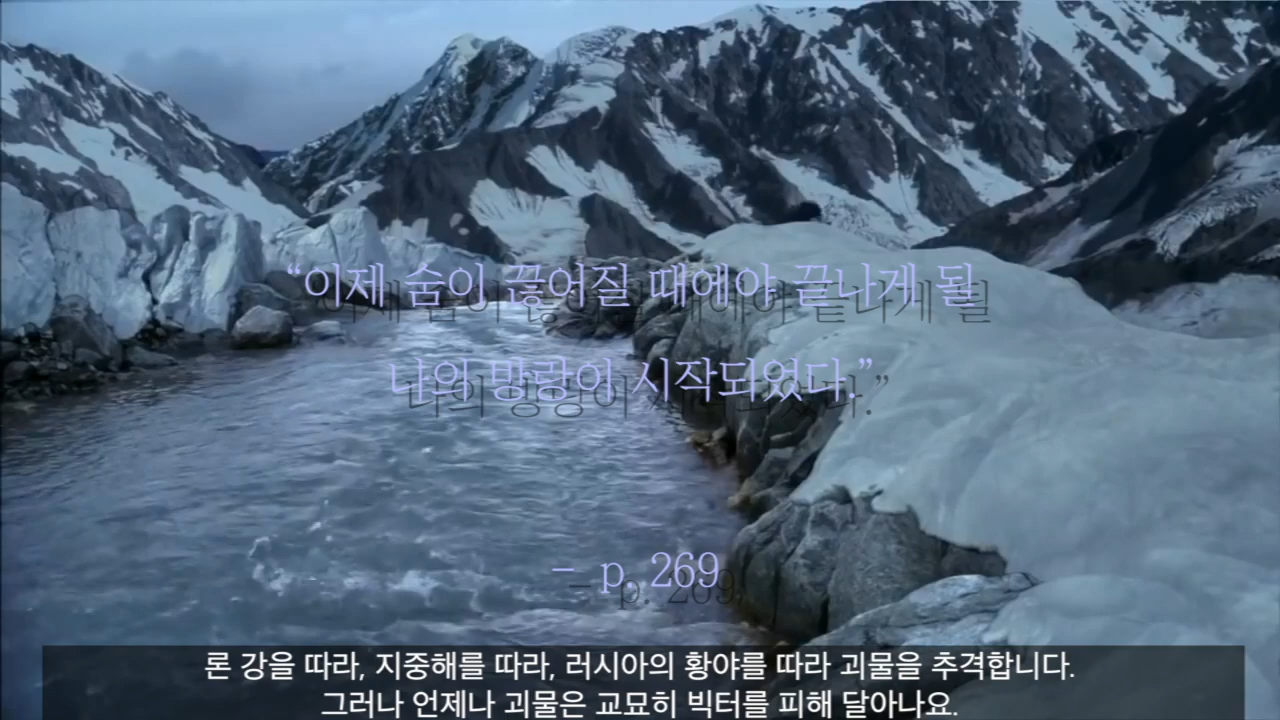 “이제 숨이 끊어질 때에야 끝나게 될
나의 방랑이 시작되었다.”
- p. 269
론 강을 따라, 지중해를 따라, 러시아의 황야를 따라 괴물을 추격합니다.
그러나 언제나 괴물은 교묘히 빅터를 피해 달아나요.